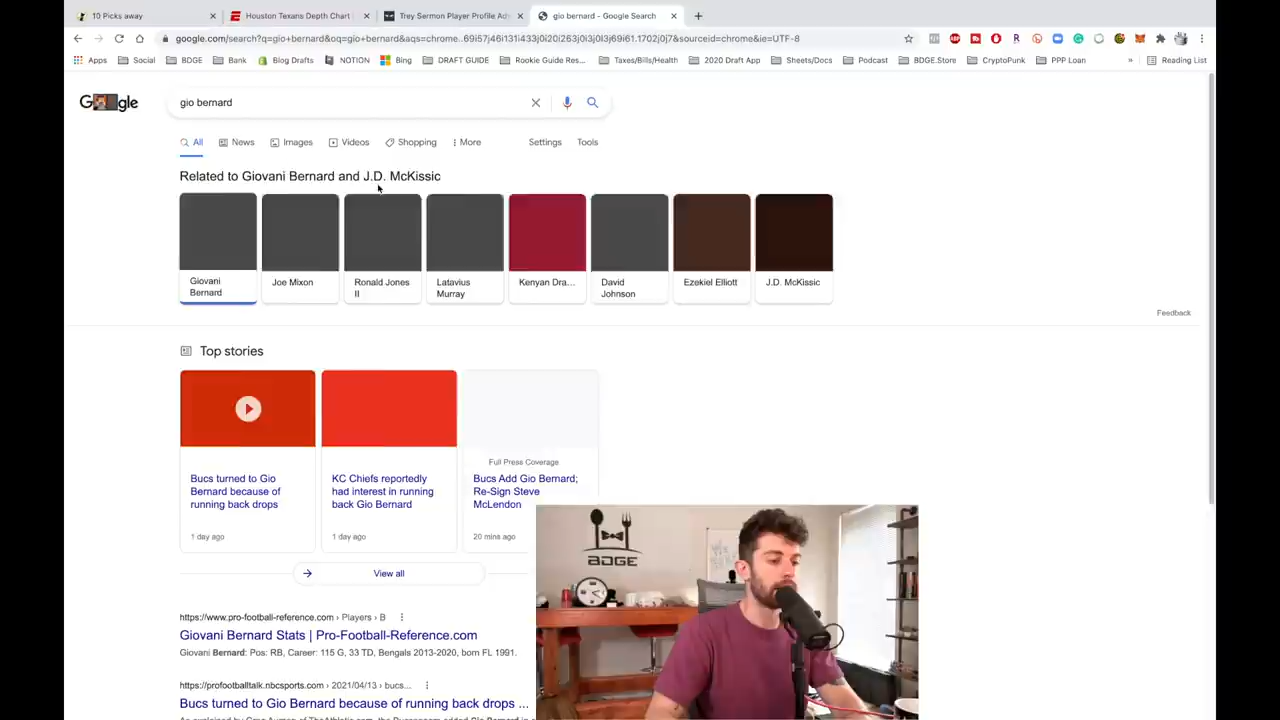 10 Picks away
Houston Texans Depth Chart
Trey Sermon Player Profile Adv
gio bernard - Google Search
google.com/search?q=gio+bernard&oq=gio+bernard&aqs=chrome..69i57j46i131i433j0i20i263j0i3j0l3j69i61.1702j0j7&sourceid=chrome&ie=UTF-8
Apps Social BDGE Bank Blog Drafts NOTION Bing DRAFT GUIDE Rookie Guide Res... Taxes/Bills/Health 2020 Draft App Sheets/Docs Podcast BDGE.Store CryptoPunk PPP Loan » Reading List
G gle
gio bernard
All News Images Videos Shopping More Settings Tools
Related to Giovani Bernard and J.D. McKissic
Giovani
Bernard
Joe Mixon
Ronald Jones
II
Latavius
Murray
Kenyan Dra...
David
Johnson
Ezekiel Elliott
J.D. McKissic
Feedback
Top stories
Bucs turned to Gio
Bernard because of
running back drops
1 day ago
KC Chiefs reportedly
had interest in running
back Gio Bernard
1 day ago
Full Press Coverage
Bucs Add Gio Bernard;
Re-Sign Steve
McLendon
20 mins ago
View all
https://www.pro-football-reference.com › Players › B
Giovani Bernard Stats | Pro-Football-Reference.com
Giovani Bernard: Pos: RB, Career: 115 G, 33 TD, Bengals 2013-2020, born FL 1991.
https://profootballtalk.nbcsports.com › 2021/04/13 › bucs...
Bucs turned to Gio Bernard because of running back drops ...
BDGE